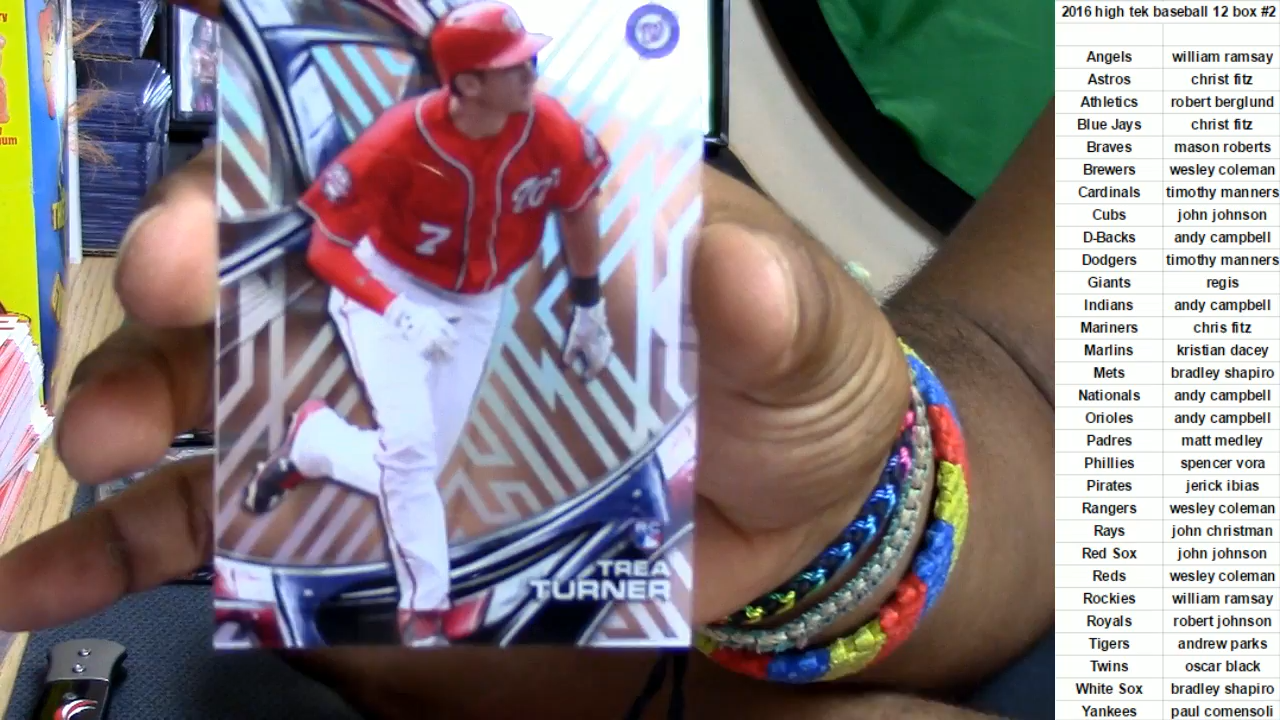 2016 high tek baseball 12 box #2
Angels william ramsay
Astros christ fitz
Athletics robert berglund
Blue Jays christ fitz
Braves mason roberts
Brewers wesley coleman
Cardinals timothy manners
Cubs john johnson
D-Backs andy campbell
Dodgers timothy manners
Giants regis
Indians andy campbell
Mariners chris fitz
Marlins kristian dacey
Mets bradley shapiro
Nationals andy campbell
Orioles andy campbell
Padres matt medley
Phillies spencer vora
Pirates jerick ibias
Rangers wesley coleman
Rays john christman
Red Sox john johnson
Reds wesley coleman
Rockies william ramsay
Royals robert johnson
Tigers andrew parks
Twins oscar black
White Sox bradley shapiro
Yankees paul comensoli
W
7
RC
TREA
TURNER